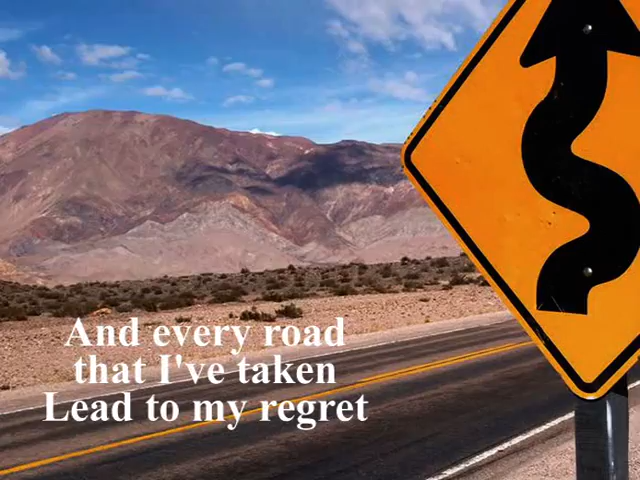 And every road
that I've taken
Lead to my regret